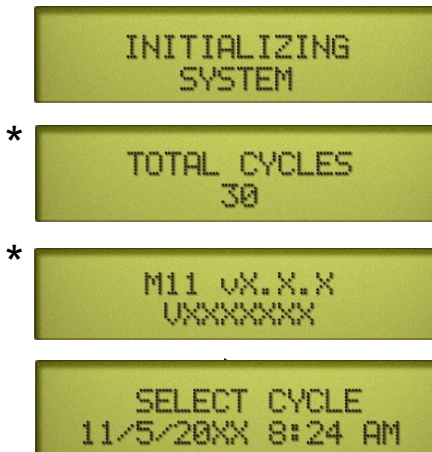 INITIALIZING
SYSTEM
*
TOTAL CYCLES
30
*
M11 vX.X.X
VXXXXXXX
SELECT CYCLE
11/5/20XX 8:24 AM